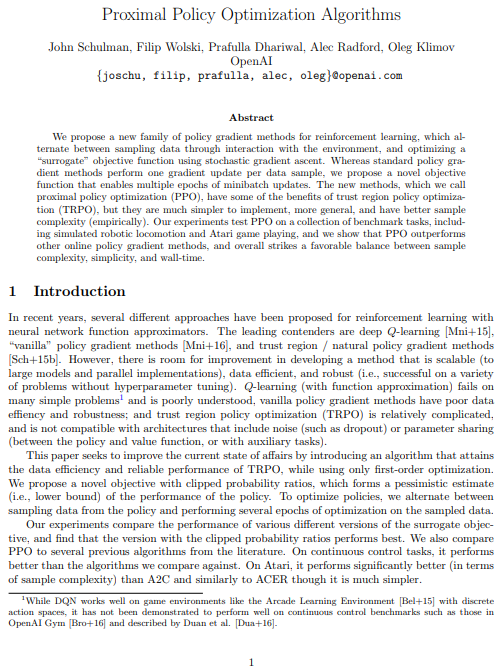 Proximal Policy Optimization Algorithms
John Schulman, Filip Wolski, Prafulla Dhariwal, Alec Radford, Oleg Klimov
OpenAI
{joschu, filip, prafulla, alec, oleg}@openai.com
Abstract
We propose a new family of policy gradient methods for reinforcement learning, which al-
ternate between sampling data through interaction with the environment, and optimizing a
“surrogate” objective function using stochastic gradient ascent. Whereas standard policy gra-
dient methods perform one gradient update per data sample, we propose a novel objective
function that enables multiple epochs of minibatch updates. The new methods, which we call
proximal policy optimization (PPO), have some of the benefits of trust region policy optimiza-
tion (TRPO), but they are much simpler to implement, more general, and have better sample
complexity (empirically). Our experiments test PPO on a collection of benchmark tasks, includ-
ing simulated robotic locomotion and Atari game playing, and we show that PPO outperforms
other online policy gradient methods, and overall strikes a favorable balance between sample
complexity, simplicity, and wall-time.
1 Introduction
In recent years, several different approaches have been proposed for reinforcement learning with
neural network function approximators. The leading contenders are deep Q-learning [Mni+15],
“vanilla” policy gradient methods [Mni+16], and trust region / natural policy gradient methods
[Sch+15b]. However, there is room for improvement in developing a method that is scalable (to
large models and parallel implementations), data efficient, and robust (i.e., successful on a variety
of problems without hyperparameter tuning). Q-learning (with function approximation) fails on
many simple problems¹ and is poorly understood, vanilla policy gradient methods have poor data
effiency and robustness; and trust region policy optimization (TRPO) is relatively complicated,
and is not compatible with architectures that include noise (such as dropout) or parameter sharing
(between the policy and value function, or with auxiliary tasks).
This paper seeks to improve the current state of affairs by introducing an algorithm that attains
the data efficiency and reliable performance of TRPO, while using only first-order optimization.
We propose a novel objective with clipped probability ratios, which forms a pessimistic estimate
(i.e., lower bound) of the performance of the policy. To optimize policies, we alternate between
sampling data from the policy and performing several epochs of optimization on the sampled data.
Our experiments compare the performance of various different versions of the surrogate objec-
tive, and find that the version with the clipped probability ratios performs best. We also compare
PPO to several previous algorithms from the literature. On continuous control tasks, it performs
better than the algorithms we compare against. On Atari, it performs significantly better (in terms
of sample complexity) than A2C and similarly to ACER though it is much simpler.
¹While DQN works well on game environments like the Arcade Learning Environment [Bel+15] with discrete
action spaces, it has not been demonstrated to perform well on continuous control benchmarks such as those in
OpenAI Gym [Bro+16] and described by Duan et al. [Dua+16].
1